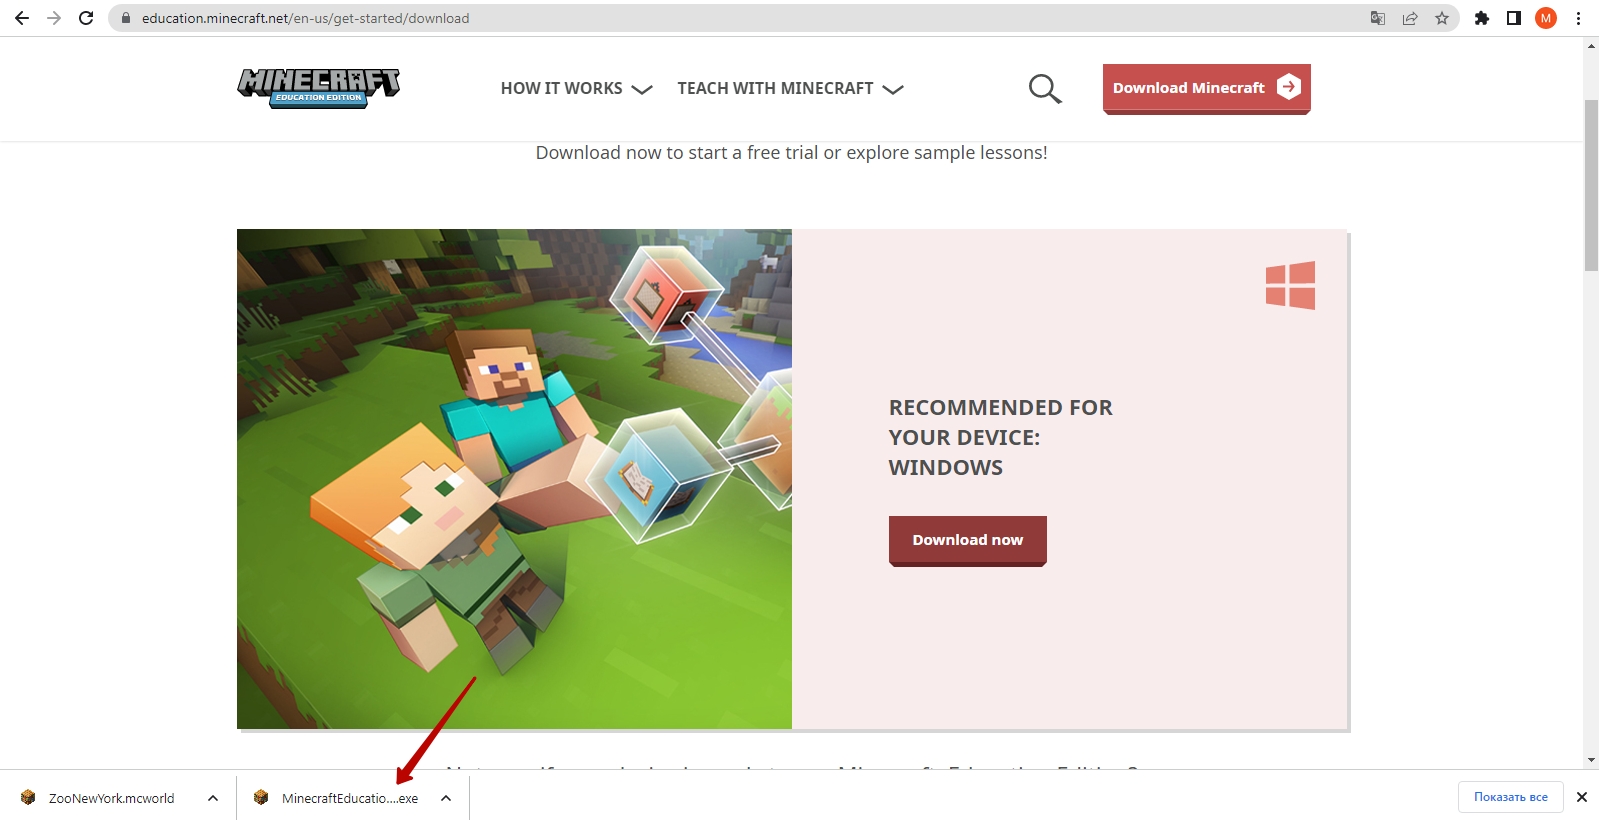 education.minecraft.net/en-us/get-started/download
M
MINECRAFT
EDUCATION EDITION
HOW IT WORKS
TEACH WITH MINECRAFT
Download Minecraft
Download now to start a free trial or explore sample lessons!
RECOMMENDED FOR
YOUR DEVICE:
WINDOWS
Download now
ZooNewYork.mcworld
MinecraftEducatio....exe
Показать все